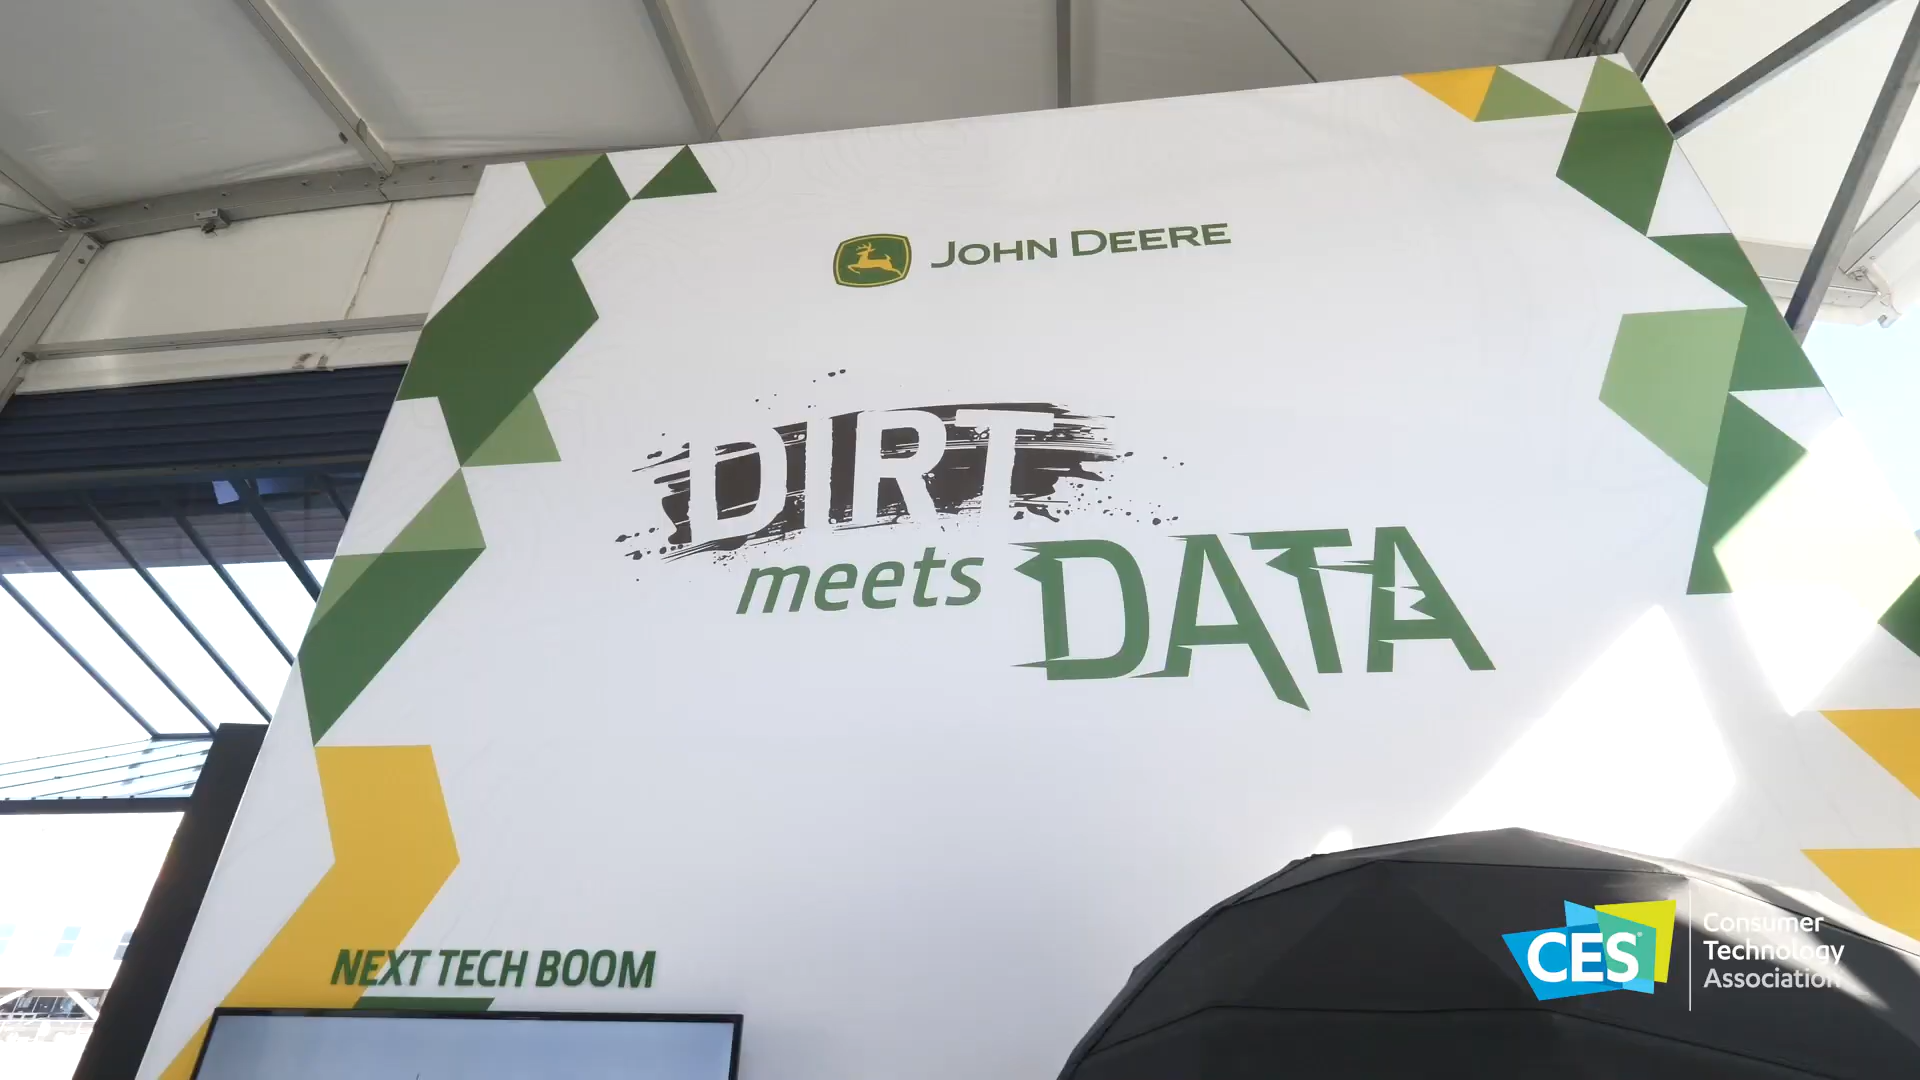 JOHN DEERE
DIRT
meets DATA
NEXT TECH BOOM
CES
Consumer
Technology
Association